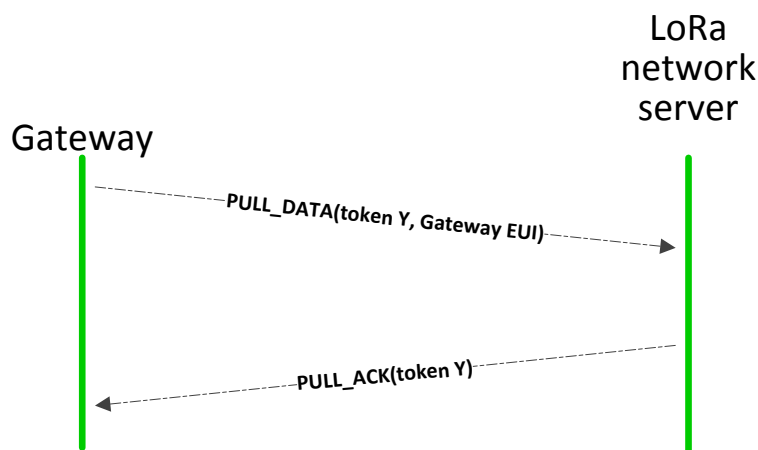 LoRa
network
server
Gateway
PULL_DATA(token Y, Gateway EUI)
PULL_ACK(token Y)